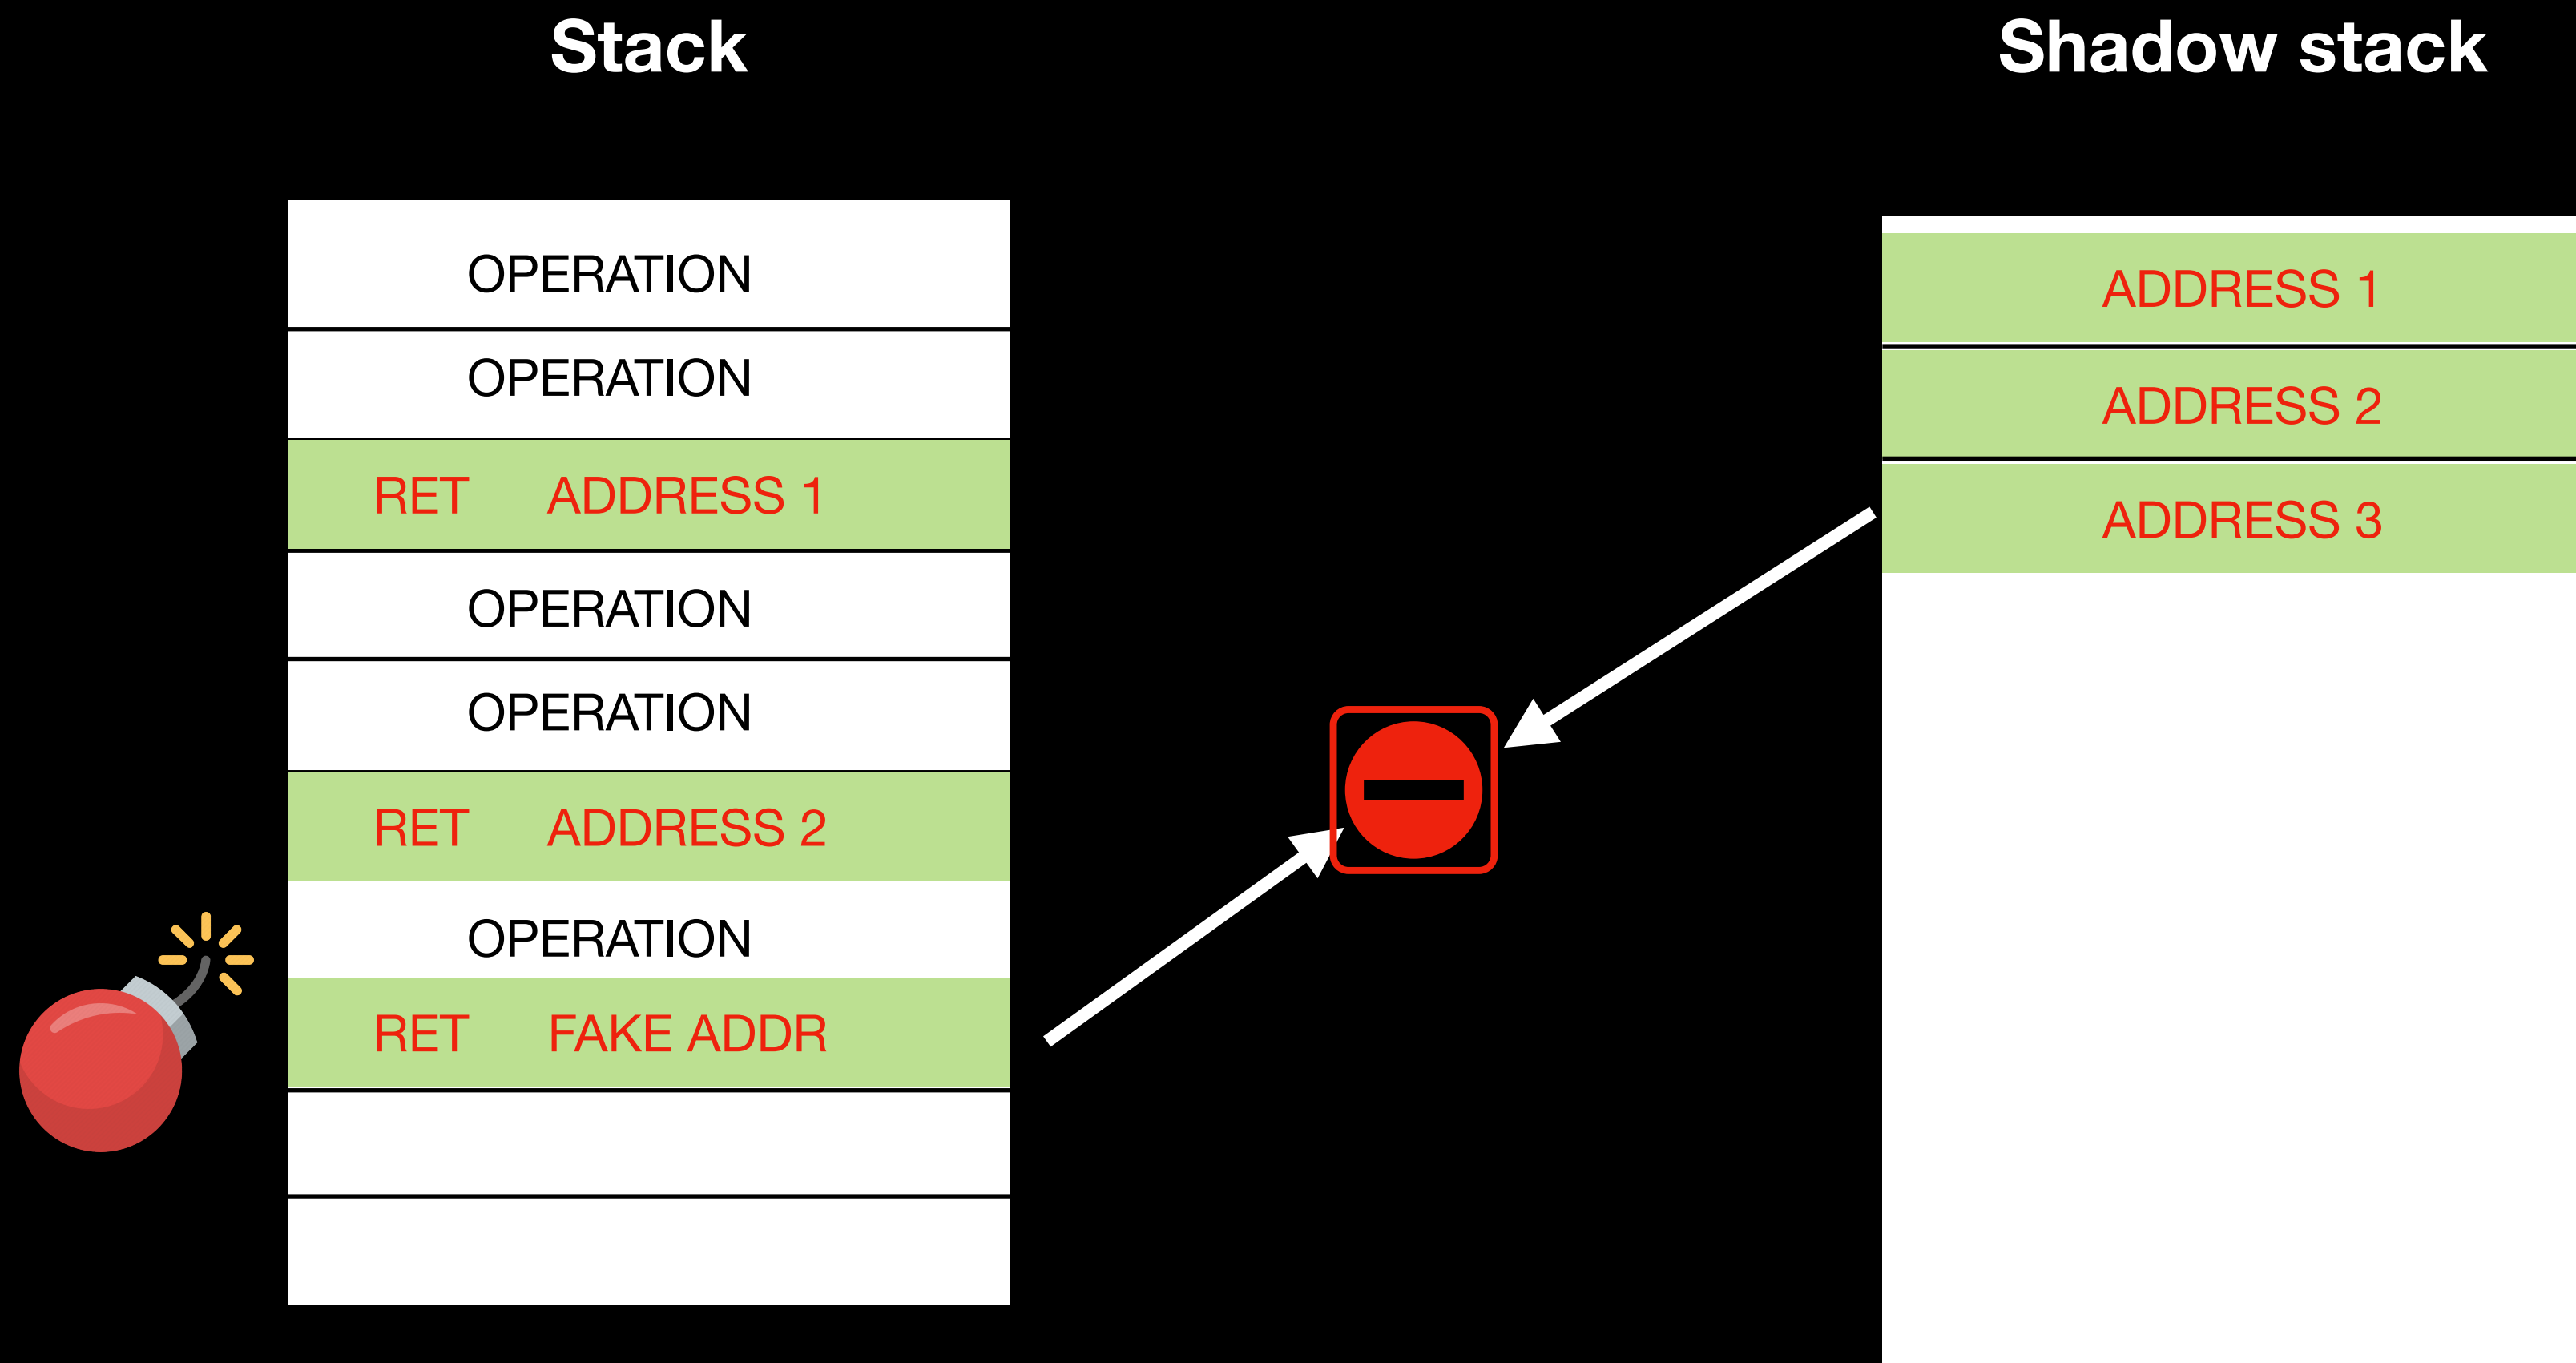 Stack
OPERATION
OPERATION
RET ADDRESS 1
OPERATION
OPERATION
RET ADDRESS 2
OPERATION
RET FAKE ADDR
Shadow stack
ADDRESS 1
ADDRESS 2
ADDRESS 3